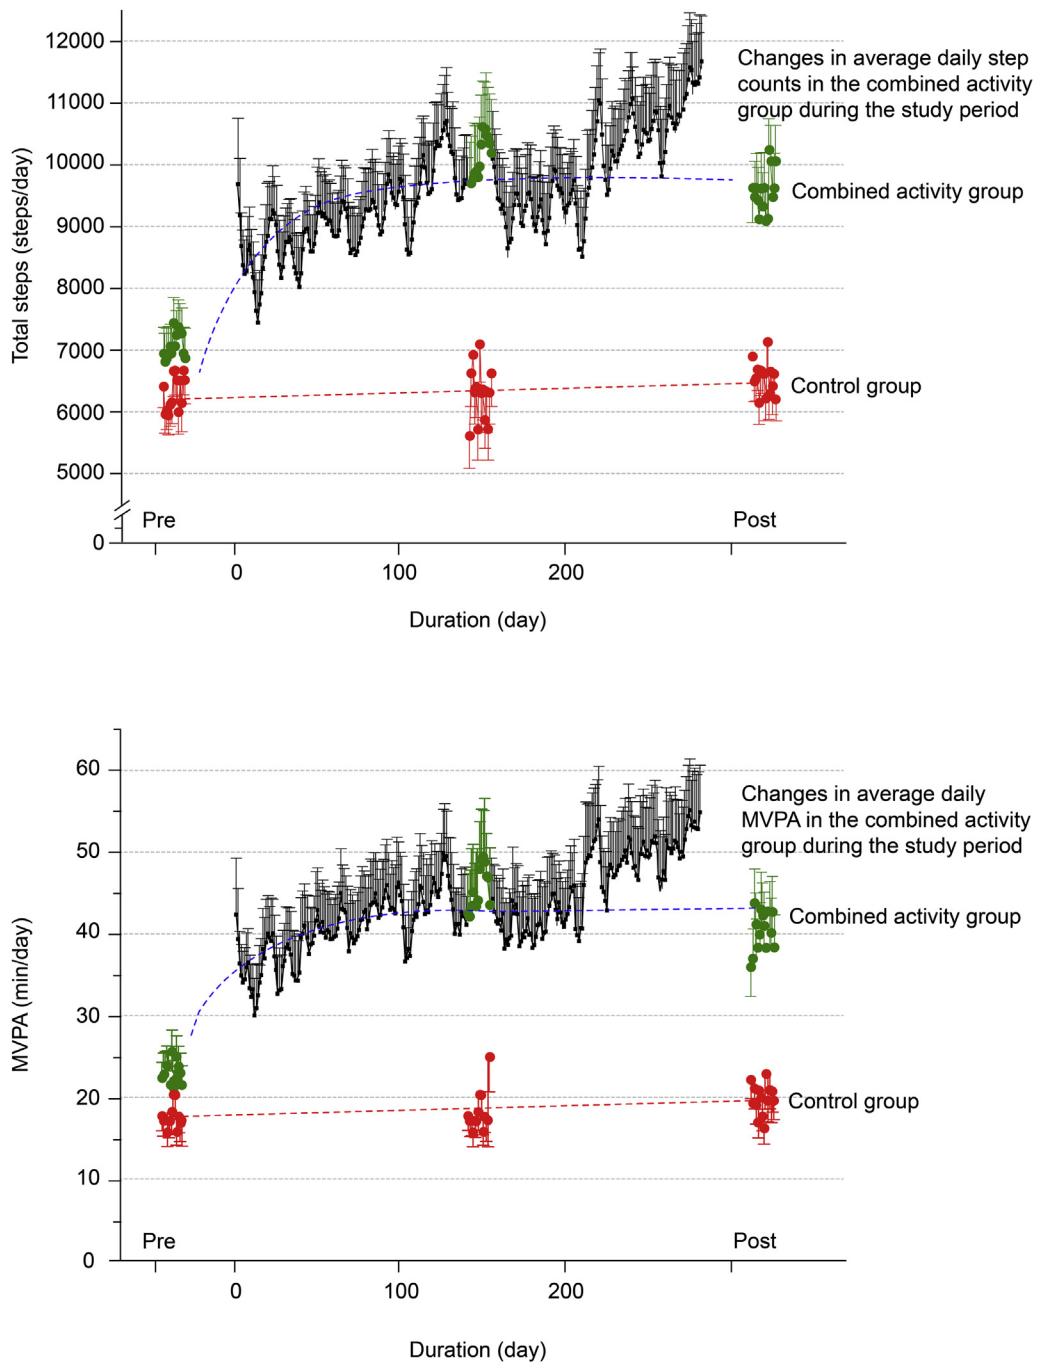 12000
11000
10000
9000
8000
7000
6000
5000
0
Total steps (steps/day)
Changes in average daily step
counts in the combined activity
group during the study period
Combined activity group
Control group
Pre
Post
0
100
200
Duration (day)
60
50
40
30
20
10
0
MVPA (min/day)
Changes in average daily
MVPA in the combined activity
group during the study period
Combined activity group
Control group
Pre
Post
0
100
200
Duration (day)